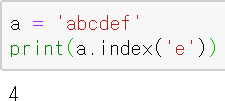 a = 'abcdef'
print(a.index('e'))
4